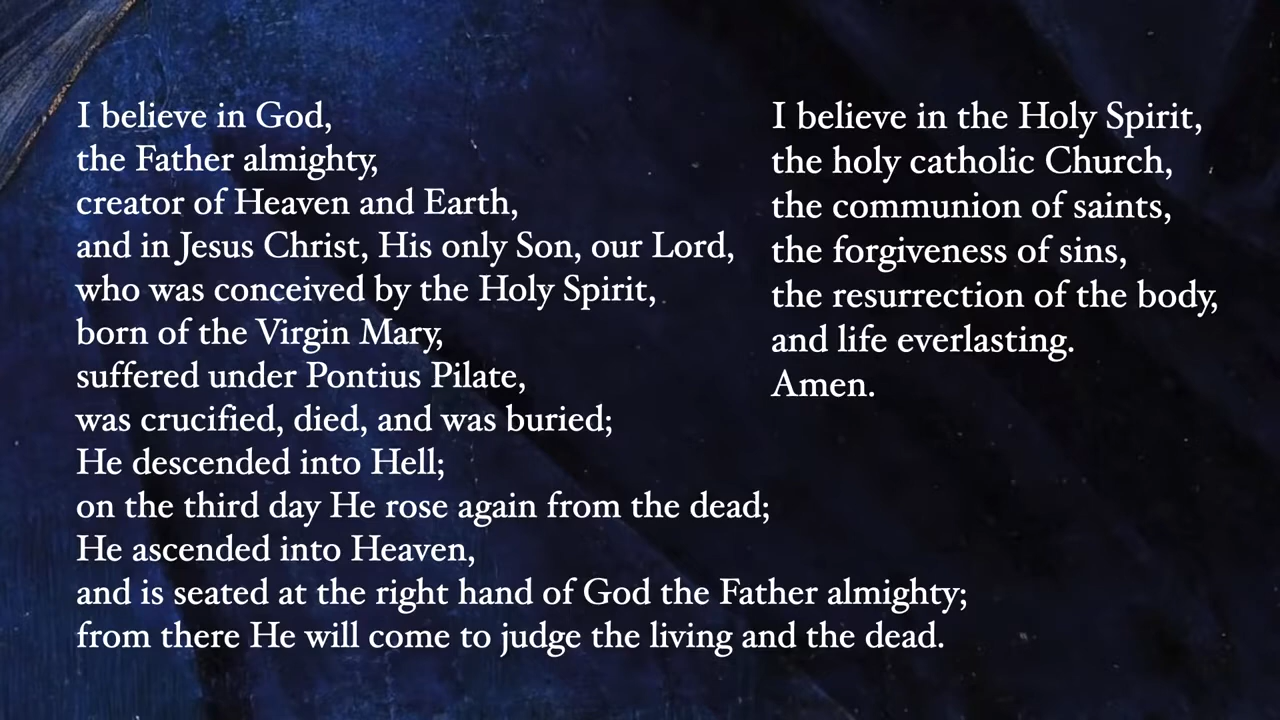 I believe in God,
the Father almighty,
creator of Heaven and Earth,
and in Jesus Christ, His only Son, our Lord,
who was conceived by the Holy Spirit,
born of the Virgin Mary,
suffered under Pontius Pilate,
was crucified, died, and was buried;
He descended into Hell;
on the third day He rose again from the dead;
He ascended into Heaven,
and is seated at the right hand of God the Father almighty;
from there He will come to judge the living and the dead.
I believe in the Holy Spirit,
the holy catholic Church,
the communion of saints,
the forgiveness of sins,
the resurrection of the body,
and life everlasting.
Amen.